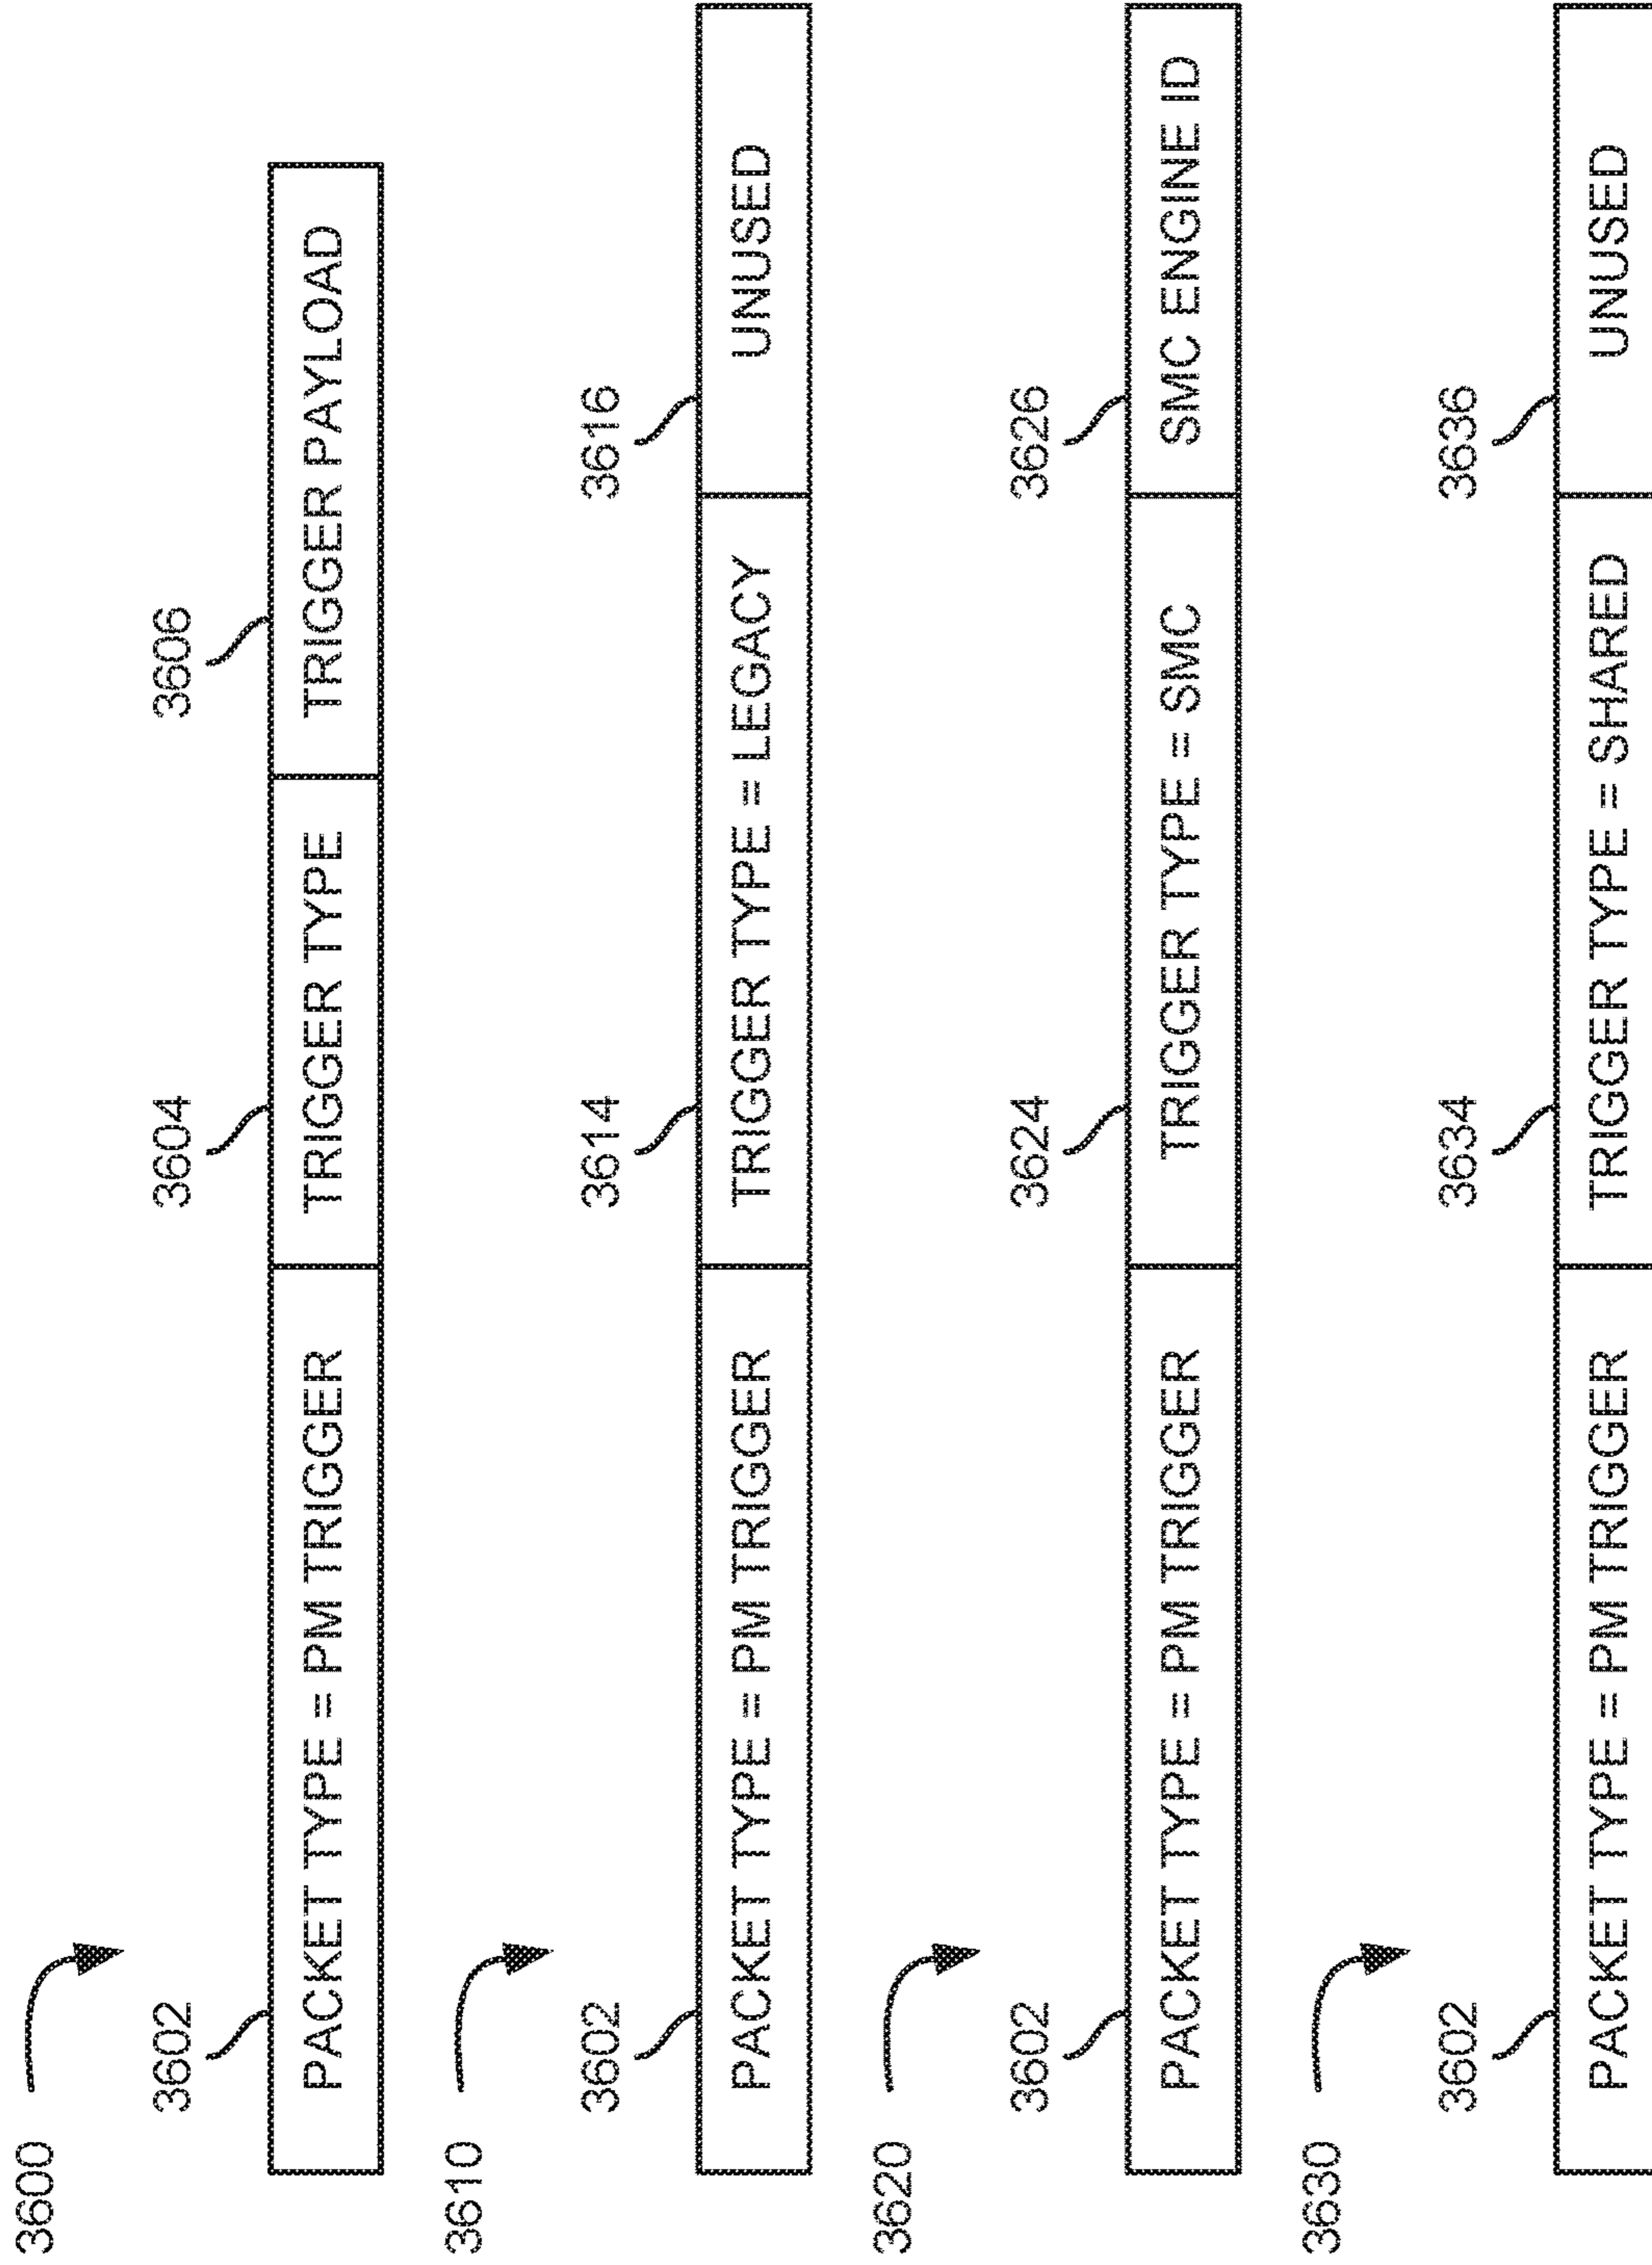 3600
3602 3604 3606
PACKET TYPE = PM TRIGGER TRIGGER TYPE TRIGGER PAYLOAD
3610
3602 3614 3616
PACKET TYPE = PM TRIGGER TRIGGER TYPE = LEGACY UNUSED
3620
3602 3624 3626
PACKET TYPE = PM TRIGGER TRIGGER TYPE = SMC SMC ENGINE ID
3630
3602 3634 3636
PACKET TYPE = PM TRIGGER TRIGGER TYPE = SHARED UNUSED